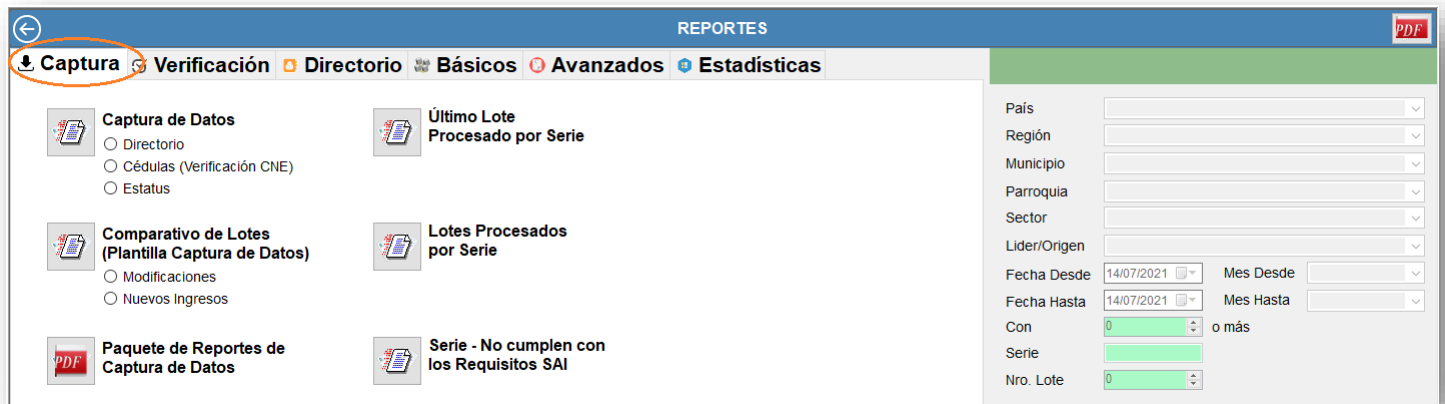 REPORTES
PDF
Captura Verificación Directorio Básicos Avanzados Estadísticas
Captura de Datos
Directorio
Cédulas (Verificación CNE)
Estatus
Último Lote
Procesado por Serie
Comparativo de Lotes
(Plantilla Captura de Datos)
Modificaciones
Nuevos Ingresos
Lotes Procesados
por Serie
PDF
Paquete de Reportes de
Captura de Datos
Serie - No cumplen con
los Requisitos SAI
País
Región
Municipio
Parroquia
Sector
Lider/Origen
Fecha Desde 14/07/2021 Mes Desde
Fecha Hasta 14/07/2021 Mes Hasta
Con 0 o más
Serie
Nro. Lote 0